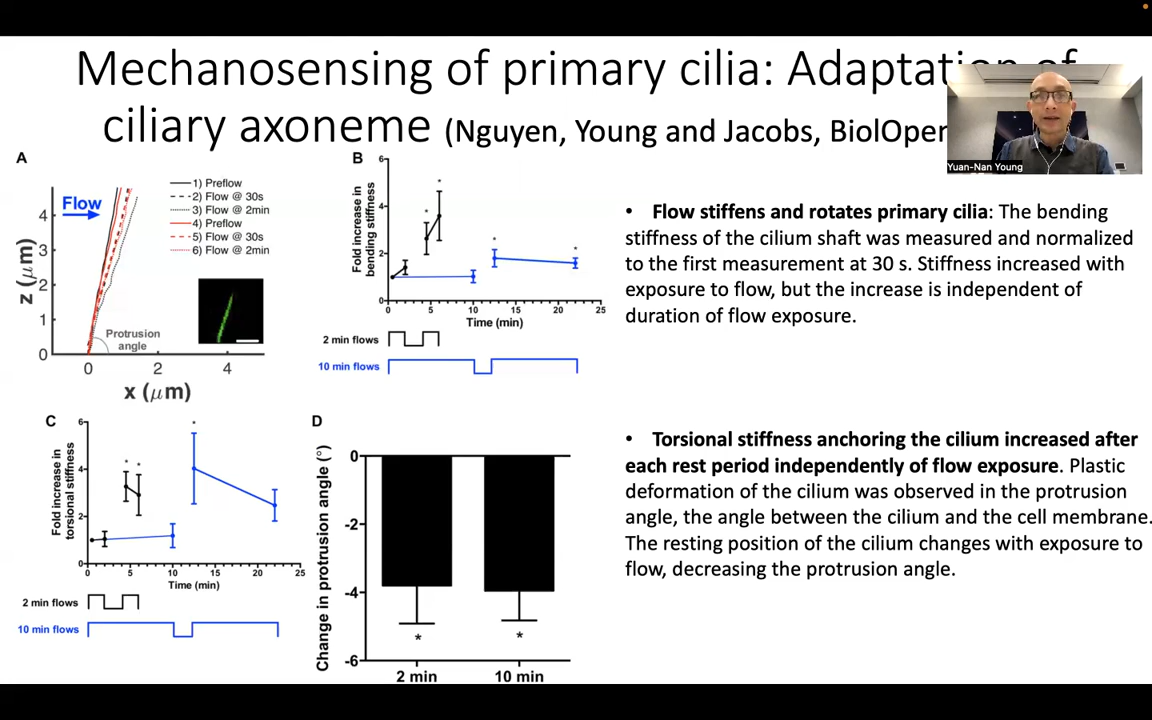 Mechanosensing of primary cilia: Adaptation of
ciliary axoneme (Nguyen, Young and Jacobs, BiolOpen
Yuan-Nan Young
A
Flow
1) Preflow
2) Flow @ 30s
3) Flow @ 2min
4) Preflow
5) Flow @ 30s
6) Flow @ 2min
z (μm)
4
3
2
1
0
Protrusion
angle
0 2 4
x (μm)
B
Fold increase in
bending stiffness
6
4
2
0
0 5 10 15 20 25
Time (min)
2 min flows
10 min flows
• Flow stiffens and rotates primary cilia: The bending
stiffness of the cilium shaft was measured and normalized
to the first measurement at 30 s. Stiffness increased with
exposure to flow, but the increase is independent of
duration of flow exposure.
C
Fold increase in
torsional stiffness
6
4
2
0
0 5 10 15 20 25
Time (min)
2 min flows
10 min flows
D
Change in protrusion angle (°)
0
-2
-4
-6
* *
2 min 10 min
• Torsional stiffness anchoring the cilium increased after
each rest period independently of flow exposure. Plastic
deformation of the cilium was observed in the protrusion
angle, the angle between the cilium and the cell membrane.
The resting position of the cilium changes with exposure to
flow, decreasing the protrusion angle.